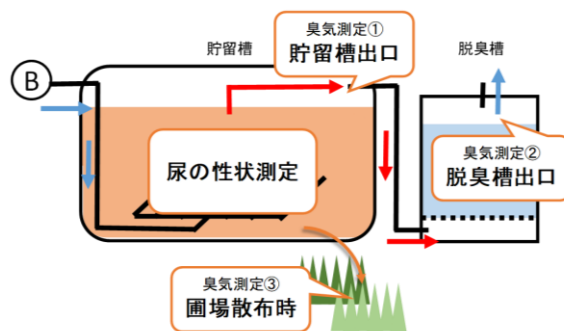 臭気測定①
貯留槽出口
貯留槽
脱臭槽
B
臭気測定②
脱臭槽出口
尿の性状測定
臭気測定③
圃場散布時